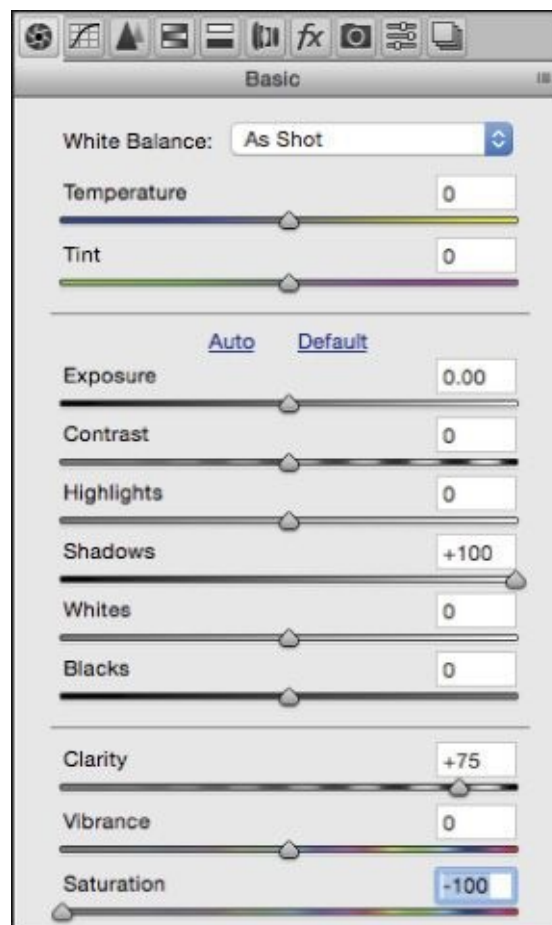 fx
Basic
White Balance: As Shot
Temperature 0
Tint 0
Auto Default
Exposure 0.00
Contrast 0
Highlights 0
Shadows +100
Whites 0
Blacks 0
Clarity +75
Vibrance 0
Saturation -100